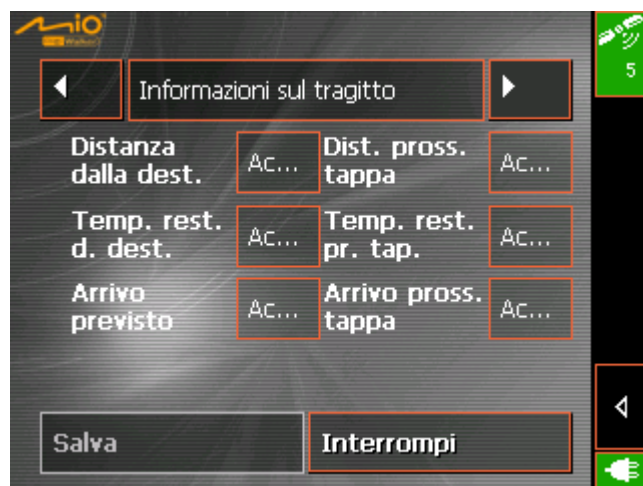 Mio
5
Informazioni sul tragitto
Distanza
dalla dest.
Ac...
Dist. pross.
tappa
Ac...
Temp. rest.
d. dest.
Ac...
Temp. rest.
pr. tap.
Ac...
Arrivo
previsto
Ac...
Arrivo pross.
tappa
Ac...
Salva
Interrompi